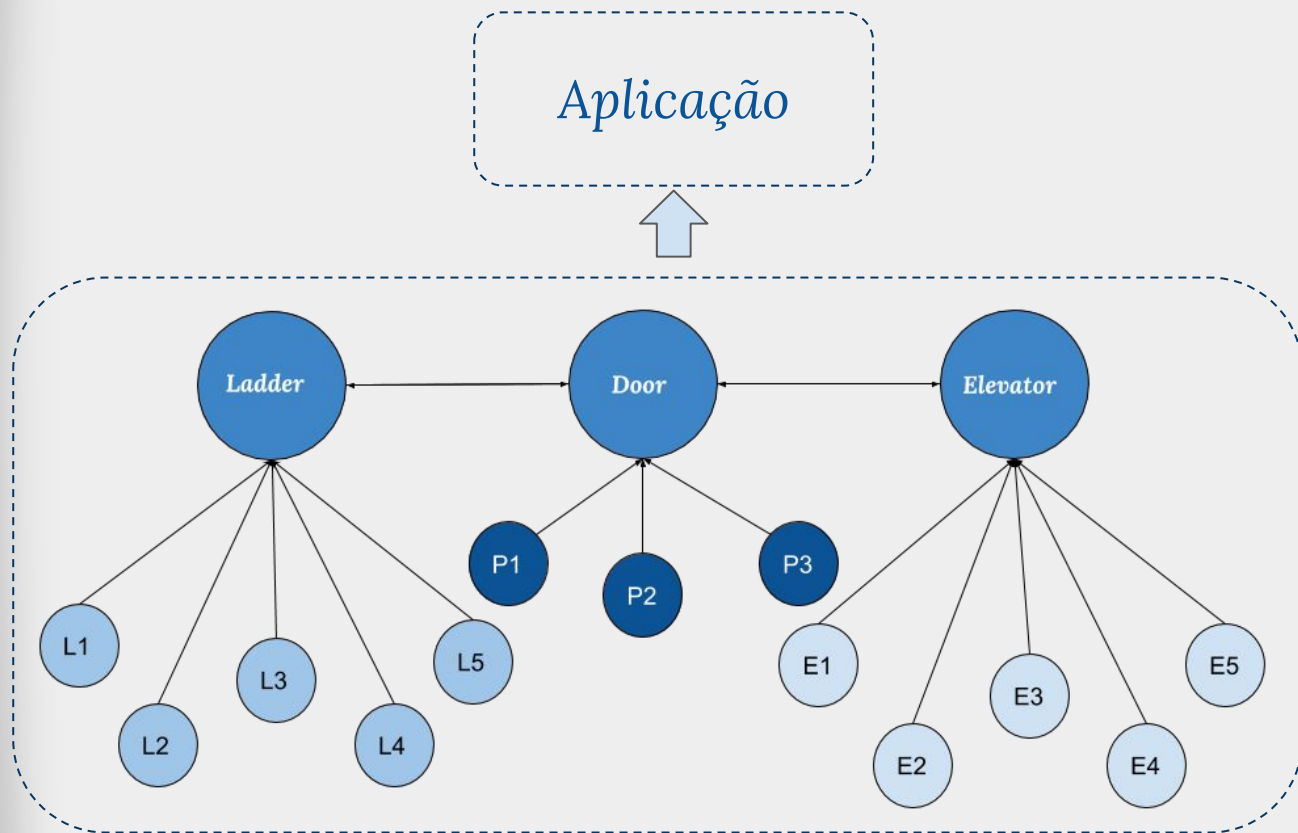 Aplicação
Ladder
Door
Elevator
P1
P2
P3
L1
L2
L3
L4
L5
E1
E2
E3
E4
E5